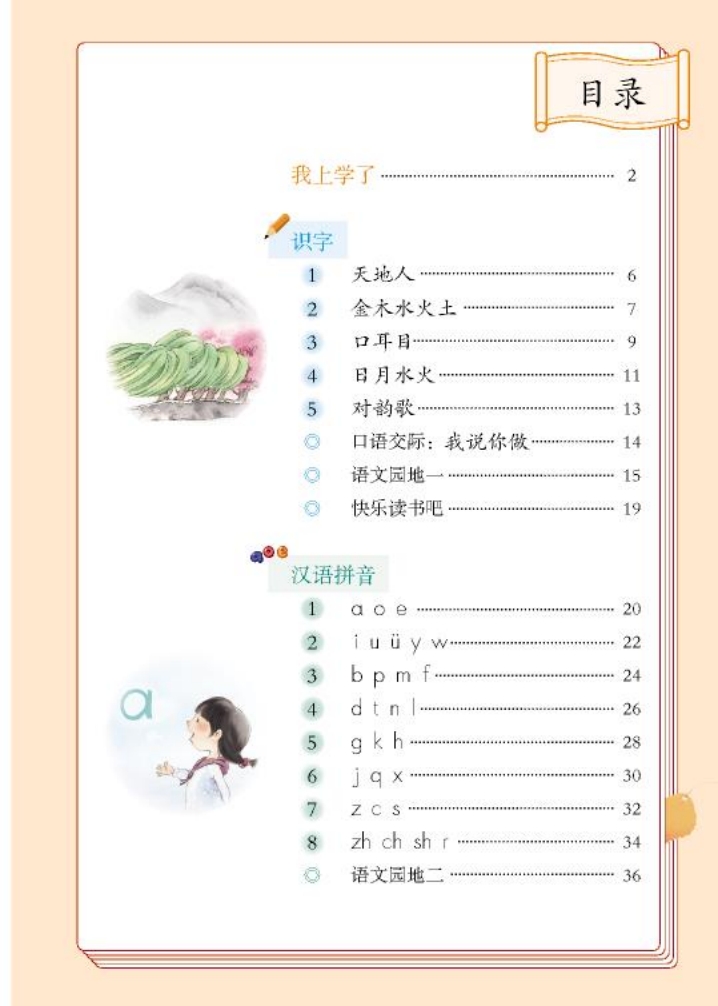 目录
我上学了 2
识字
1 天地人 6
2 金木水火土 7
3 口耳目 9
4 日月水火 11
5 对韵歌 13
◎ 口语交际：我说你做 14
◎ 语文园地一 15
◎ 快乐读书吧 19
汉语拼音
1 ɑ o e 20
2 i u ü y w 22
3 b p m f 24
4 d t n l 26
5 g k h 28
6 j q x 30
7 z c s 32
8 zh ch sh r 34
◎ 语文园地二 36
ɑ